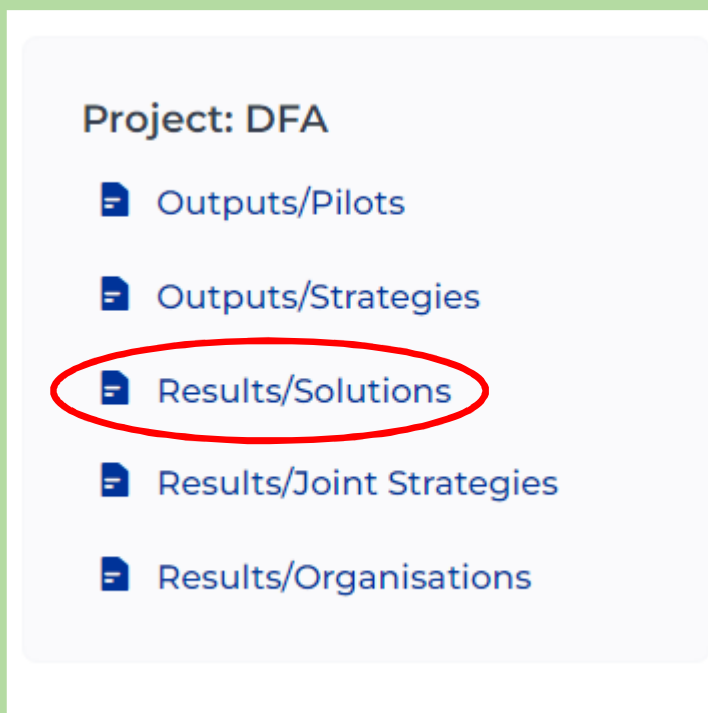 Project: DFA
Outputs/Pilots
Outputs/Strategies
Results/Solutions
Results/Joint Strategies
Results/Organisations